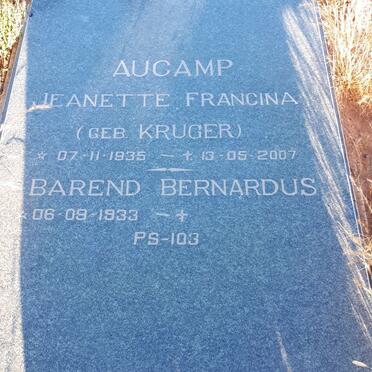 AUCAMP
JEANETTE FRANCINA
(GEB KRUGER)
☆ 07-11-1935 - ✝ 13-05-2007
BAREND BERNARDUS
☆ 06-09-1933 - ✝
PS-103